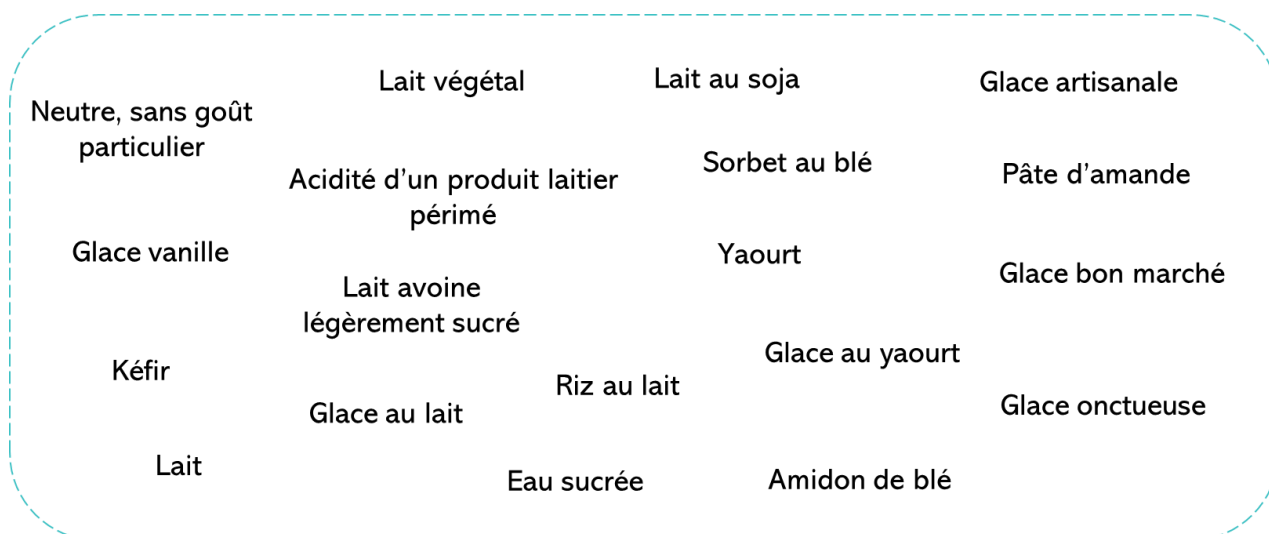 Lait végétal
Lait au soja
Glace artisanale
Neutre, sans goût
particulier
Acidité d'un produit laitier
périmé
Sorbet au blé
Pâte d'amande
Glace vanille
Yaourt
Glace bon marché
Lait avoine
légèrement sucré
Glace au yaourt
Kéfir
Riz au lait
Glace au lait
Glace onctueuse
Lait
Eau sucrée
Amidon de blé